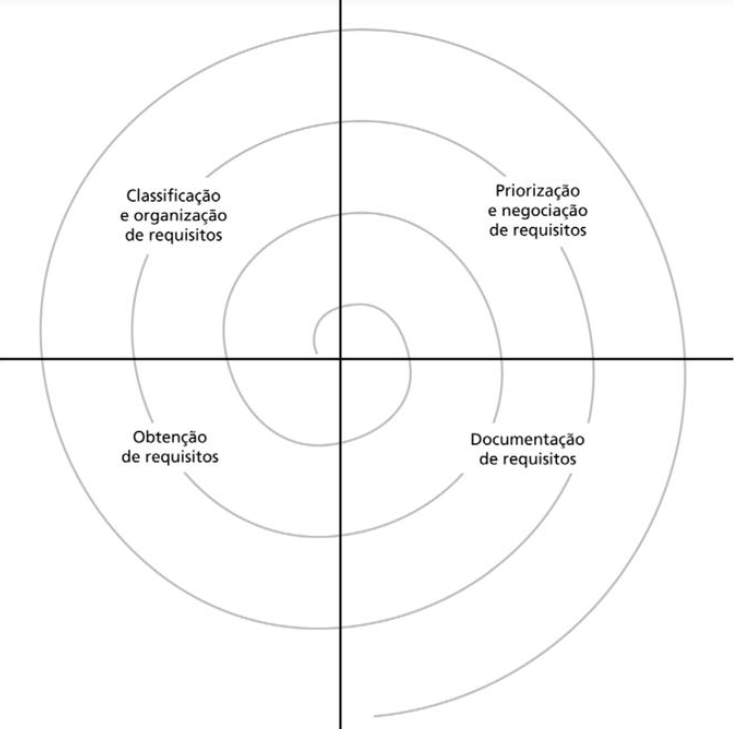 Classificação
e organização
de requisitos
Priorização
e negociação
de requisitos
Obtenção
de requisitos
Documentação
de requisitos